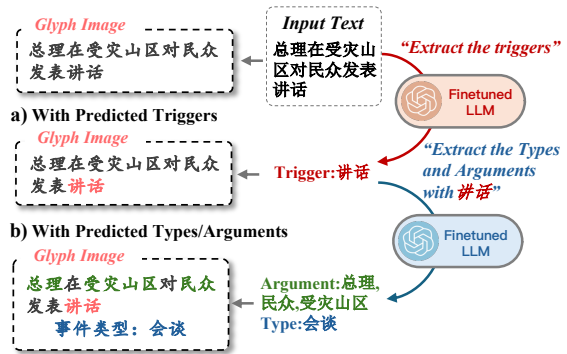 Glyph Image
总理在受灾山区对民众
发表讲话
Input Text
总理在受灾山
区对民众发表
讲话
“Extract the triggers”
Finetuned
LLM
a) With Predicted Triggers
Glyph Image
总理在受灾山区对民众
发表讲话
Trigger:讲话
“Extract the Types
and Arguments
with 讲话”
Finetuned
LLM
b) With Predicted Types/Arguments
Glyph Image
总理在受灾山区对民众
发表讲话
事件类型：会谈
Argument:总理,
民众,受灾山区
Type:会谈